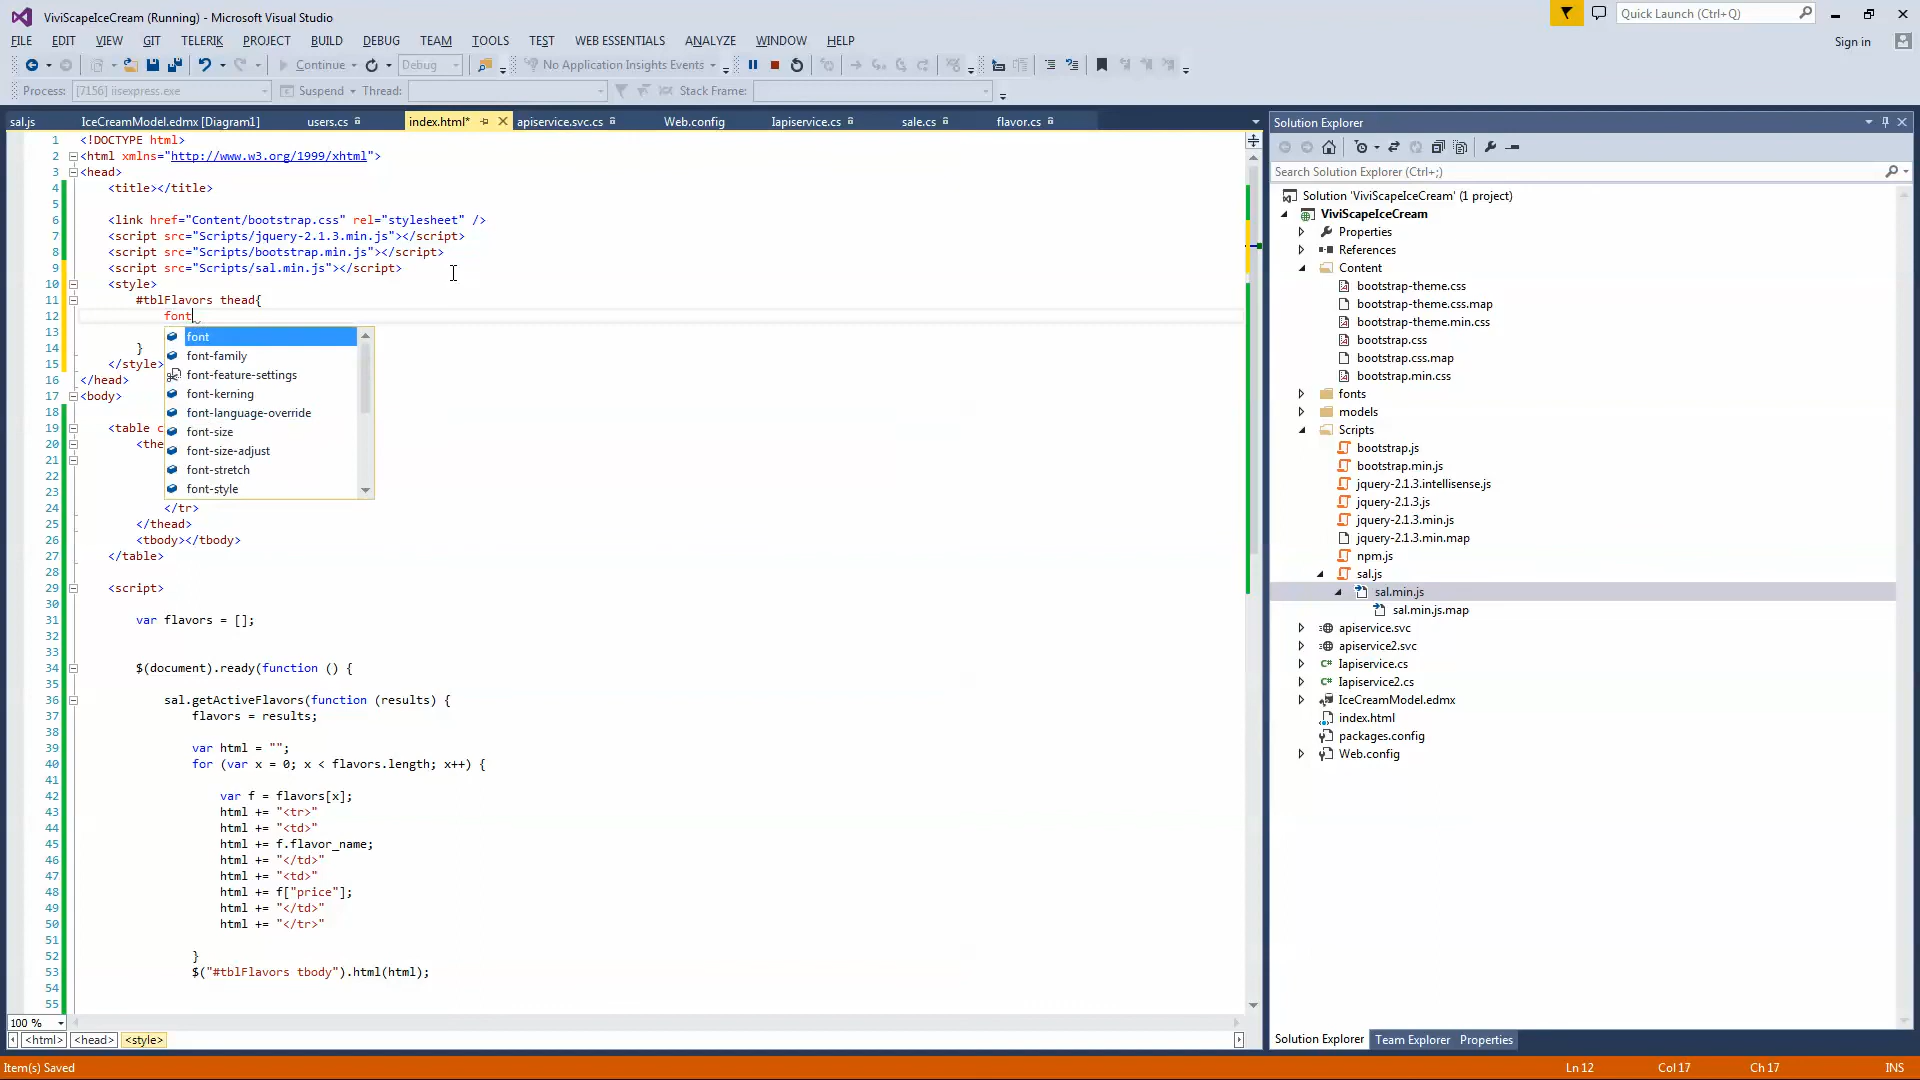 ViviScapeIceCream (Running) - Microsoft Visual Studio
Quick Launch (Ctrl+Q)
FILE EDIT VIEW GIT TELERIK PROJECT BUILD DEBUG TEAM TOOLS TEST WEB ESSENTIALS ANALYZE WINDOW HELP
Sign in
Continue Debug No Application Insights Events
Process: [7156] iisexpress.exe Suspend Thread: Stack Frame:
sal.js IceCreamModel.edmx [Diagram1] users.cs index.html* apiservice.svc.cs Web.config Iapiservice.cs sale.cs flavor.cs
1 <!DOCTYPE html>
2 <html xmlns="http://www.w3.org/1999/xhtml">
3 <head>
4 <title></title>
5
6 <link href="Content/bootstrap.css" rel="stylesheet" />
7 <script src="Scripts/jquery-2.1.3.min.js"></script>
8 <script src="Scripts/bootstrap.min.js"></script>
9 <script src="Scripts/sal.min.js"></script>
10 <style>
11 #tblFlavors thead{
12 font
13
14 }
15 </style>
16 </head>
17 <body>
18
19 <table c
20 <the
21
22
23
24 </tr>
25 </thead>
26 <tbody></tbody>
27 </table>
28
29 <script>
30
31 var flavors = [];
32
33
34 $(document).ready(function () {
35
36 sal.getActiveFlavors(function (results) {
37 flavors = results;
38
39 var html = "";
40 for (var x = 0; x < flavors.length; x++) {
41
42 var f = flavors[x];
43 html += "<tr>"
44 html += "<td>"
45 html += f.flavor_name;
46 html += "</td>"
47 html += "<td>"
48 html += f["price"];
49 html += "</td>"
50 html += "</tr>"
51
52 }
53 $("#tblFlavors tbody").html(html);
54
55
font
font-family
font-feature-settings
font-kerning
font-language-override
font-size
font-size-adjust
font-stretch
font-style
100 %
<html> <head> <style>
Solution Explorer
Search Solution Explorer (Ctrl+;)
Solution 'ViviScapeIceCream' (1 project)
ViviScapeIceCream
Properties
References
Content
bootstrap-theme.css
bootstrap-theme.css.map
bootstrap-theme.min.css
bootstrap.css
bootstrap.css.map
bootstrap.min.css
fonts
models
Scripts
bootstrap.js
bootstrap.min.js
jquery-2.1.3.intellisense.js
jquery-2.1.3.js
jquery-2.1.3.min.js
jquery-2.1.3.min.map
npm.js
sal.js
sal.min.js
sal.min.js.map
apiservice.svc
apiservice2.svc
Iapiservice.cs
Iapiservice2.cs
IceCreamModel.edmx
index.html
packages.config
Web.config
Solution Explorer Team Explorer Properties
Item(s) Saved Ln 12 Col 17 Ch 17 INS